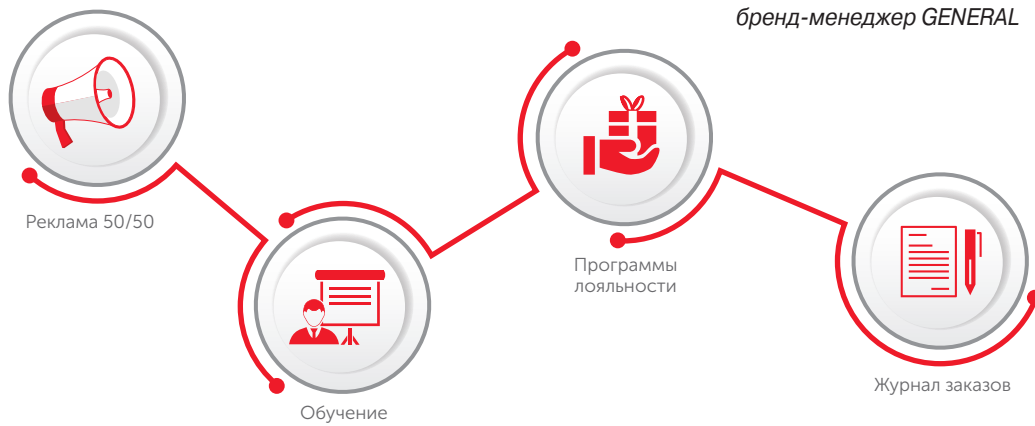 бренд-менеджер GENERAL
Реклама 50/50
Обучение
Программы
лояльности
Журнал заказов